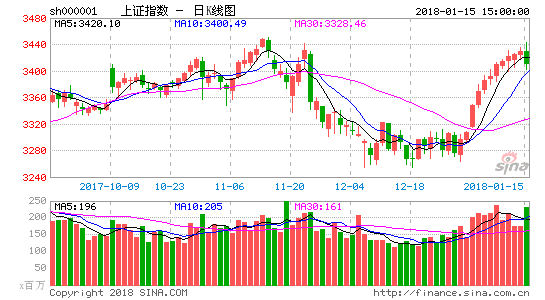 sh000001 上证指数 - 日K线图 2018-01-15 15:00:00
MA5:3420.10 MA10:3400.49 MA30:3328.46
3480
3440
3400
3360
3320
3280
3240
sina
2017-10-09 10-23 11-06 11-20 12-04 12-18 2018-01-15
MA5:196 MA10:205 MA30:161
250
200
150
100
50
x百万
Copyright 2018 SINA.COM http://finance.sina.com.cn